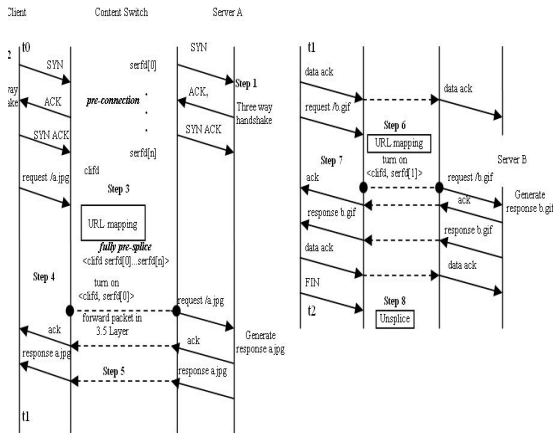 Client Content Switch Server A
t0
2
SYN
SYN
serfd[0]
Step 1
way
ACK
pre-connection
ACK,
Three way
handshake
SYN ACK
SYN ACK
serfd[n]
clifd
request /a.jpg
Step 3
URL mapping
fully pre-splice
<clifd serfd[0]...serfd[n]>
Step 4
turn on
<clifd, serfd[0]>
request /a.jpg
forward packet in
3.5 Layer
ack
ack
Generate
response a.jpg
response a.jpg
Step 5
response a.jpg
t1
t1
data ack
data ack
request /b.gif
Step 6
URL mapping
Step 7
turn on
<clifd, serfd[1]>
Server B
ack
request /b.gif
ack
Generate
response b.gif
response b.gif
response b.gif
data ack
data ack
FIN
Step 8
t2
Unsplice